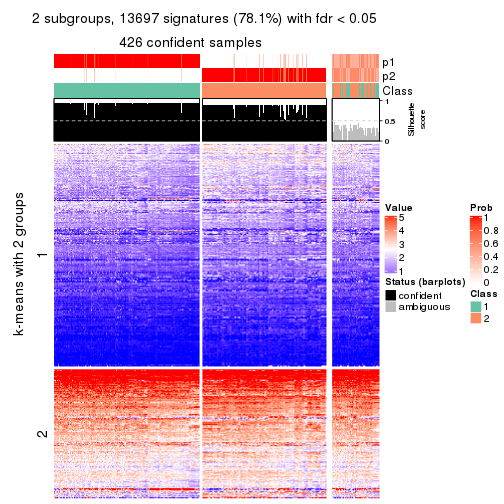 2 subgroups, 13697 signatures (78.1%) with fdr < 0.05
426 confident samples
p1
p2
Class
1
0.5
0
Silhouette
score
k-means with 2 groups
1
2
Value
5
4
3
2
1
Status (barplots)
confident
ambiguous
Prob
1
0.8
0.6
0.4
0.2
0
Class
1
2